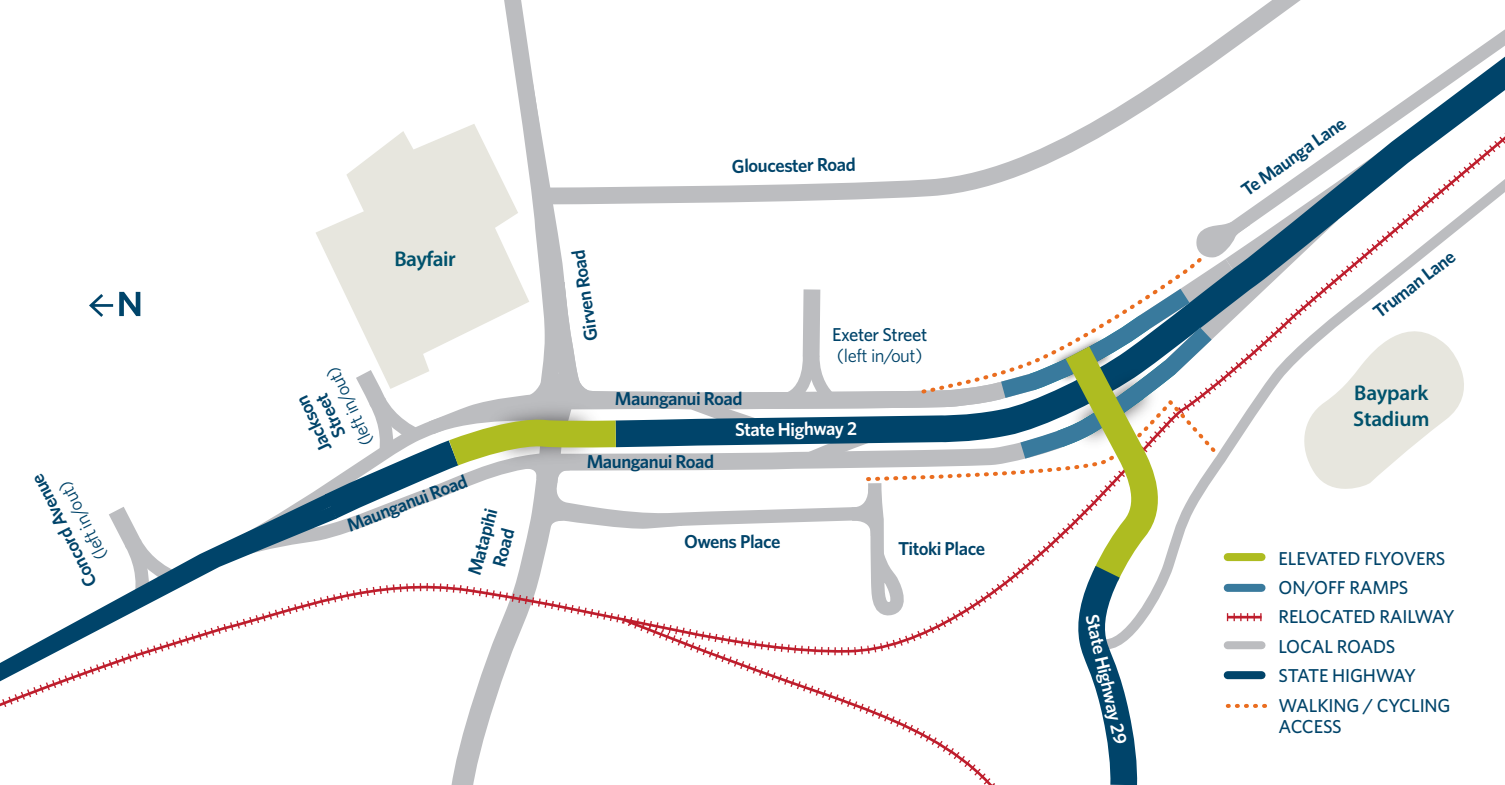 Gloucester Road
Te Maunga Lane
Bayfair
Girven Road
Truman Lane
←N
Exeter Street
(left in/out)
Jackson
Street
(left in/out)
Maunganui Road
State Highway 2
Maunganui Road
Baypark
Stadium
Concord Avenue
(left in/out)
Maunganui Road
Matapihi
Road
Owens Place
Titoki Place
State Highway 29
ELEVATED FLYOVERS
ON/OFF RAMPS
RELOCATED RAILWAY
LOCAL ROADS
STATE HIGHWAY
WALKING / CYCLING
ACCESS